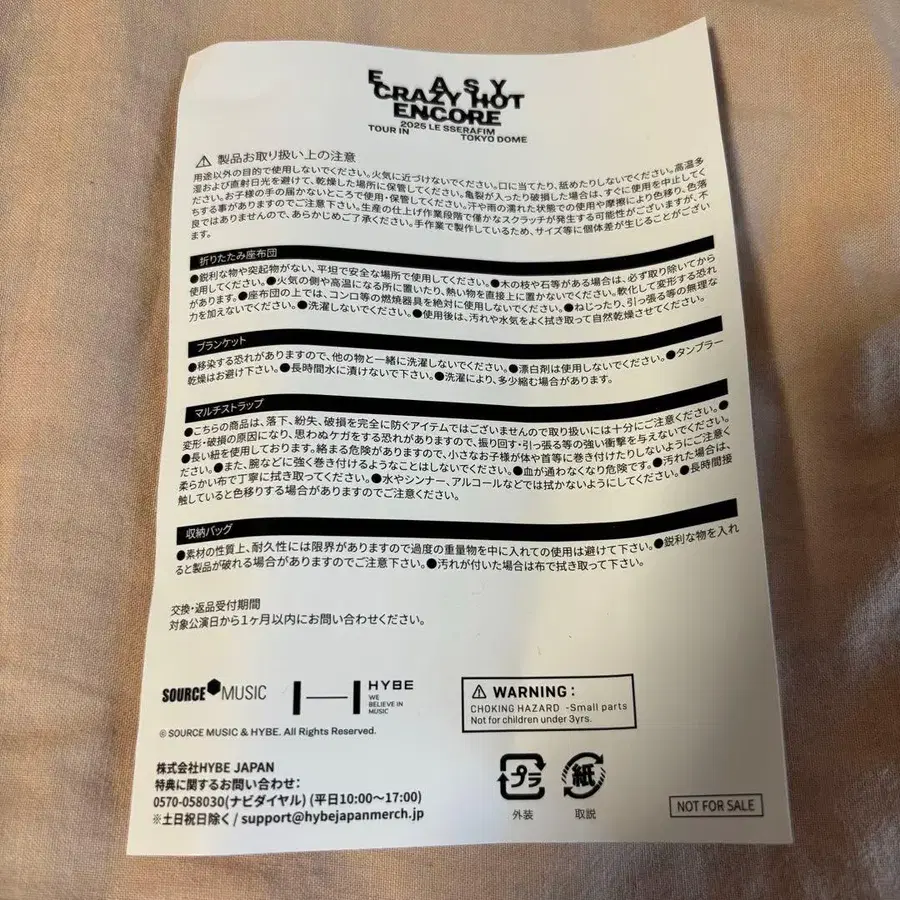 E ASY
CRAZY HOT
ENCORE
2025 LE SSERAFIM
TOUR IN TOKYO DOME
⚠ 製品お取り扱い上の注意
用途以外の目的で使用しないでください。火気に近づけないでください。口に当てたり、舐めたりしないでください。高温多
湿および直射日光を避けて、乾燥した場所に保管してください。亀裂が入ったり破損した場合は、すぐに使用を中止してく
ださい。お子様の手の届かないところで使用・保管してください。汗や雨の濡れた状態での使用や摩擦により色移り、色落
ちする事がありますのでご注意下さい。生産の仕上げ作業段階で僅かなスクラッチが発生する可能性がございますが、不
良ではありませんので、あらかじめご了承ください。手作業で製作しているため、サイズ等に個体差が生じることがござい
ます。
折りたたみ座布団
●鋭利な物や突起物がない、平坦で安全な場所で使用してください。●木の枝や石等がある場合は、必ず取り除いてから
使用してください。●火気の側や高温になる所に置いたり、熱い物を直接上に置かないでください。軟化して変形する恐れ
があります。●座布団の上では、コンロ等の燃焼器具を絶対に使用しないでください。●ねじったり、引っ張る等の無理な
力を加えないでください。●洗濯しないでください。●使用後は、汚れや水気をよく拭き取って自然乾燥させてください。
ブランケット
●移染する恐れがありますので、他の物と一緒に洗濯しないでください。●漂白剤は使用しないでください。●タンブラー
乾燥はお避け下さい。●長時間水に漬けないで下さい。●洗濯により、多少縮む場合があります。
マルチストラップ
●こちらの商品は、落下、紛失、破損を完全に防ぐアイテムではございませんので取り扱いには十分にご注意ください。●
変形・破損の原因になり、思わぬケガをする恐れがありますので、振り回す・引っ張る等の強い衝撃を与えないでください。
●長い紐を使用しております。絡まる危険がありますので、小さなお子様が体や首等に巻き付けたりしないようにご注意く
ださい。●また、腕などに強く巻き付けるようなことはしないでください。●血が通わなくなり危険です。●汚れた場合は、
柔らかい布で丁寧に拭き取ってください。●水やシンナー、アルコールなどでは拭かないようにしてください。●長時間接
触していると色移りする場合がありますのでご注意ください。
収納バッグ
●素材の性質上、耐久性には限界がありますので過度の重量物を中に入れての使用は避けて下さい。●鋭利な物を入れ
ると製品が破れる場合がありますのでご注意下さい。●汚れが付いた場合は布で拭き取って下さい。
交換・返品受付期間
対象公演日から1ヶ月以内にお問い合わせください。
SOURCE MUSIC
HYBE
WE
BELIEVE IN
MUSIC
⚠ WARNING :
CHOKING HAZARD -Small parts
Not for children under 3yrs.
© SOURCE MUSIC & HYBE. All Rights Reserved.
株式会社HYBE JAPAN
特典に関するお問い合わせ：
0570-058030(ナビダイヤル) (平日10:00〜17:00)
※土日祝日除く / support@hybejapanmerch.jp
プラ
外装
紙
取説
NOT FOR SALE